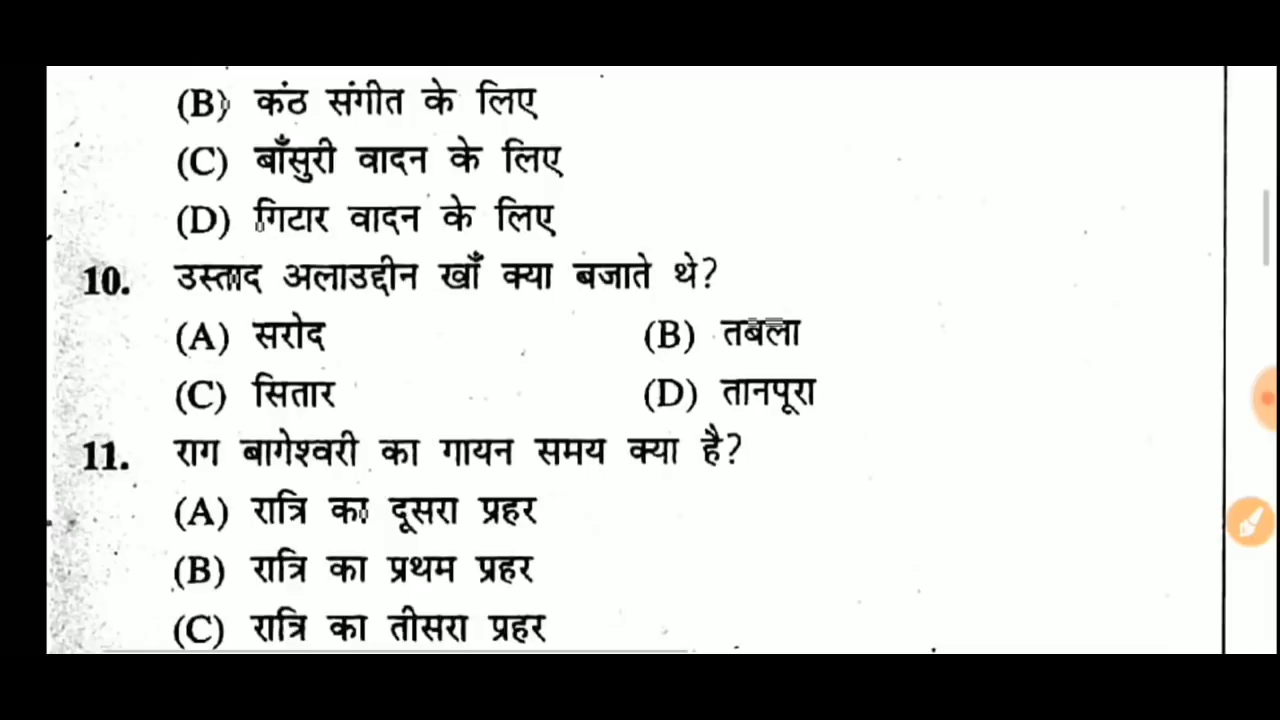 (B) कंठ संगीत के लिए
(C) बाँसुरी वादन के लिए
(D) गिटार वादन के लिए
10. उस्ताद अलाउद्दीन खाँ क्या बजाते थे?
(A) सरोद (B) तबला
(C) सितार (D) तानपूरा
11. राग बागेश्वरी का गायन समय क्या है?
(A) रात्रि का दूसरा प्रहर
(B) रात्रि का प्रथम प्रहर
(C) रात्रि का तीसरा प्रहर